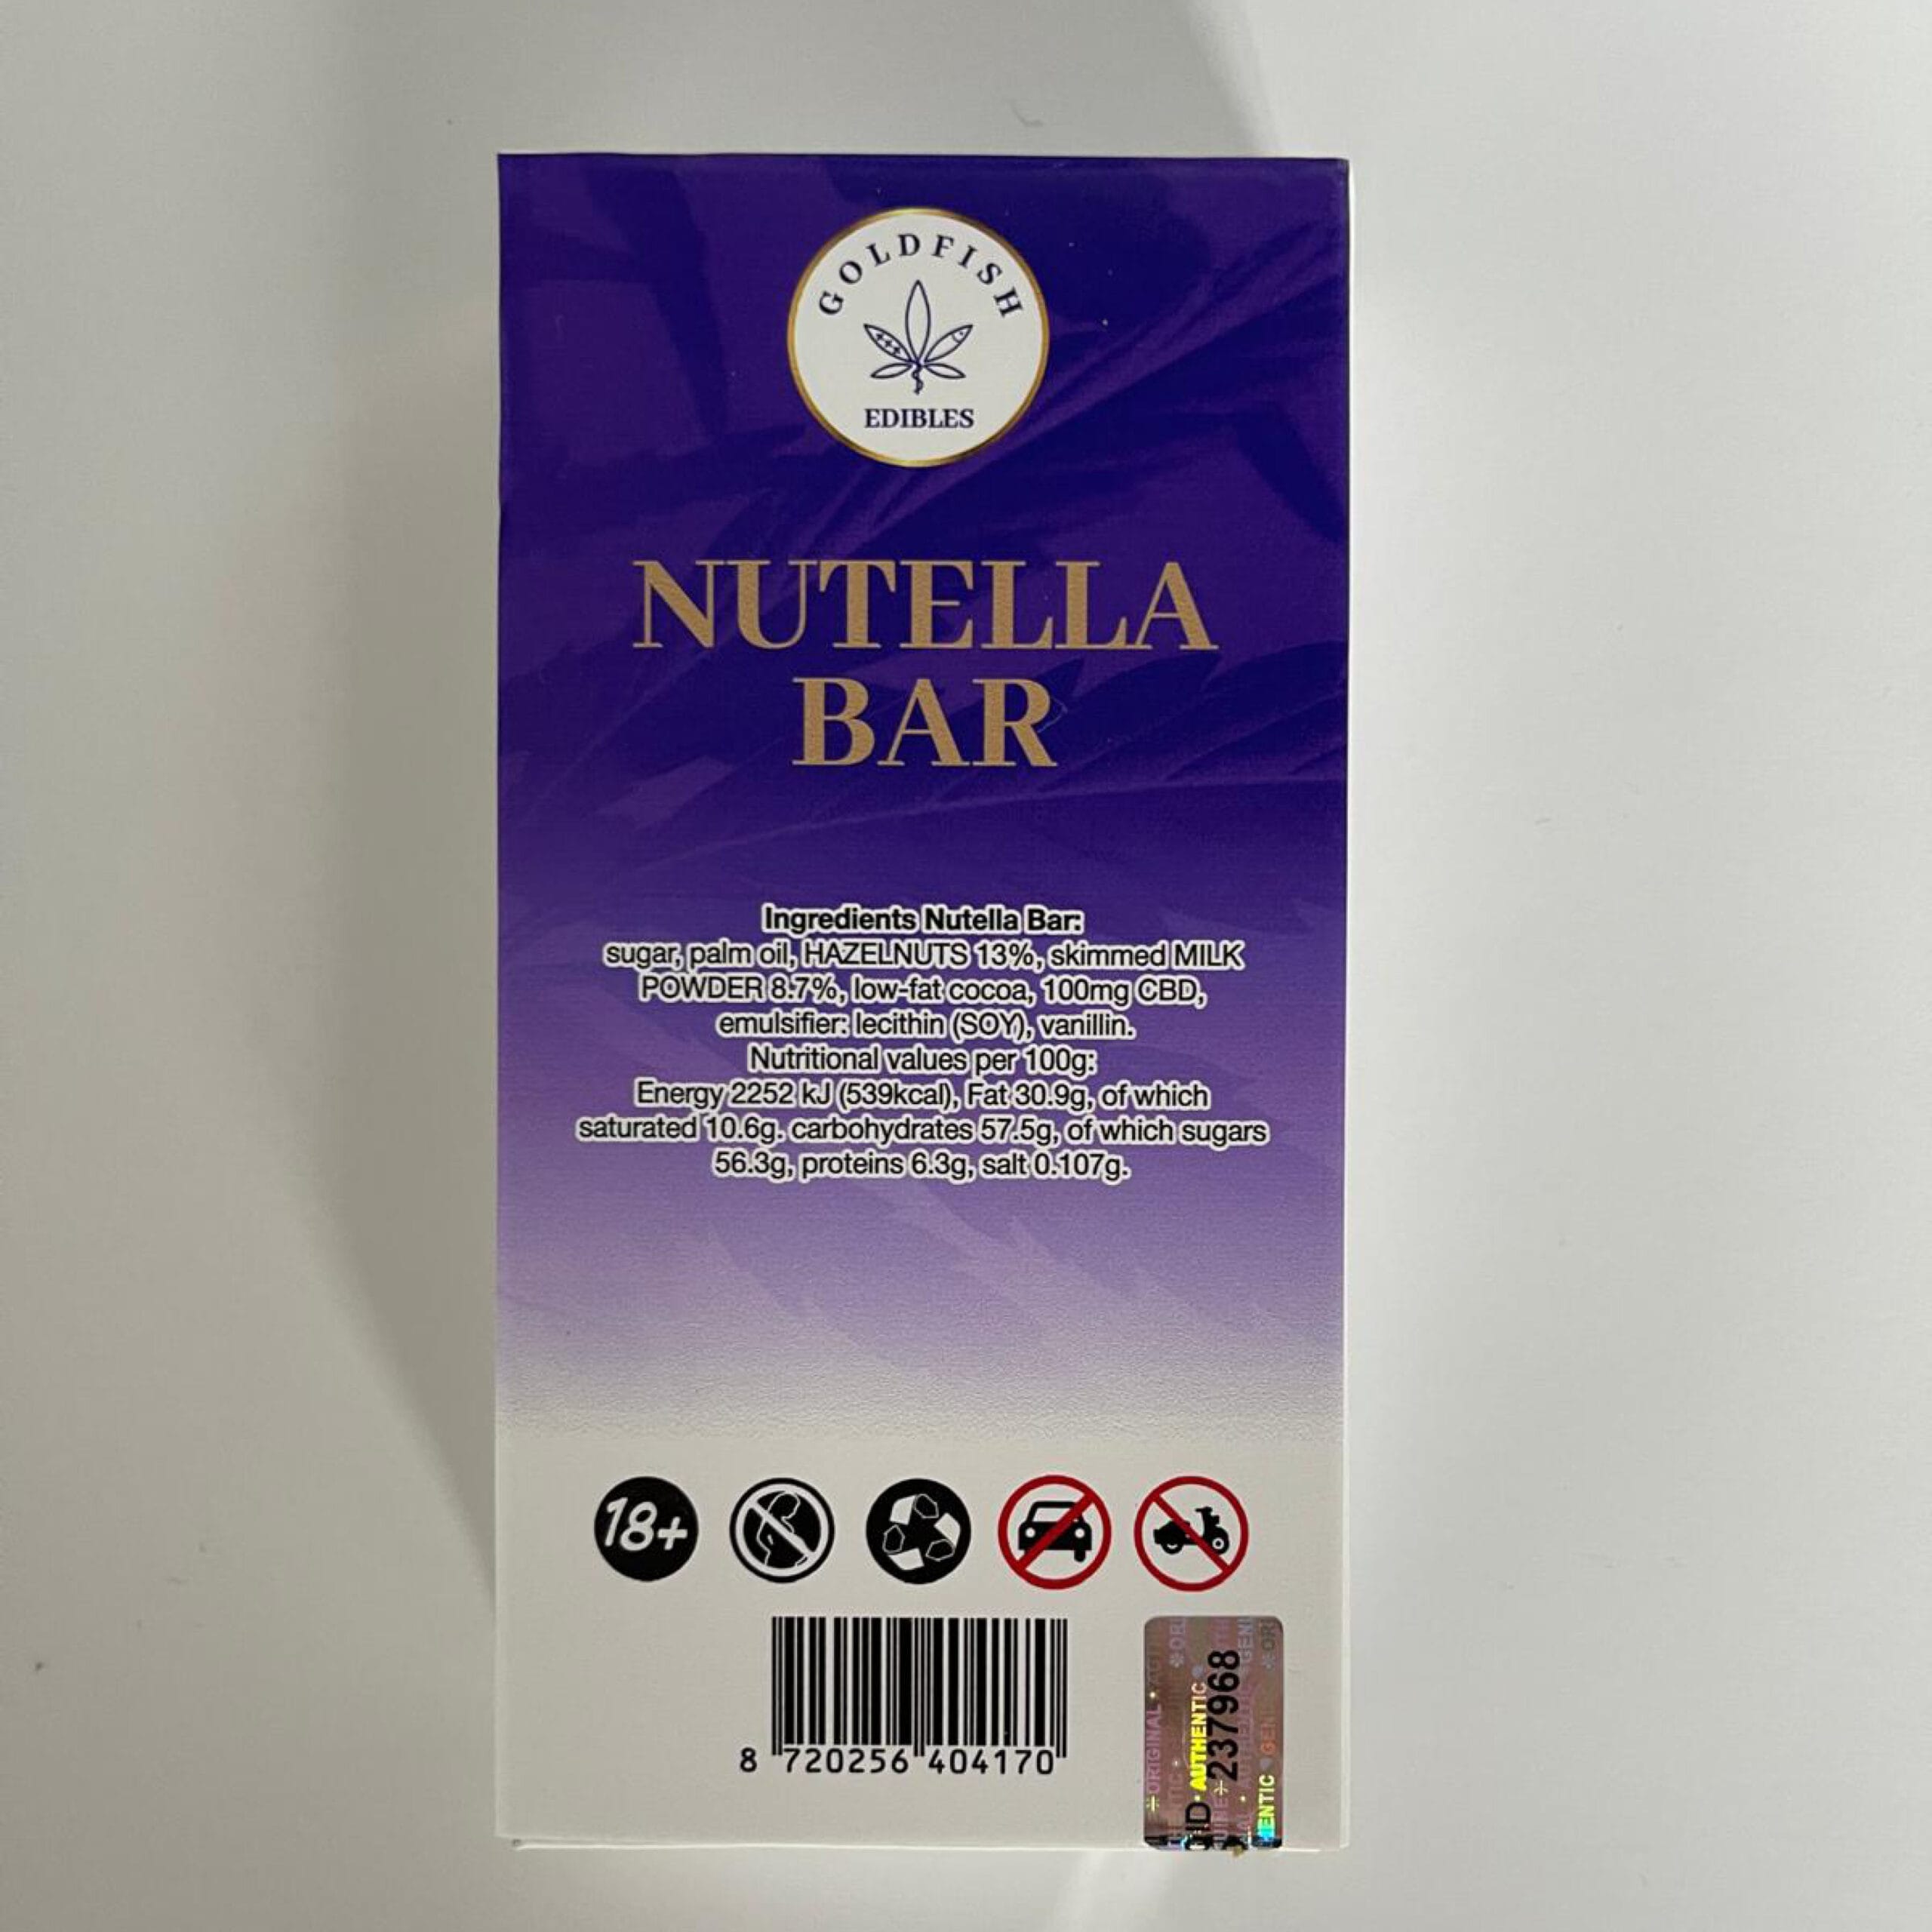 GOLDFISH
EDIBLES
NUTELLA
BAR
Ingredients Nutella Bar:
sugar, palm oil, HAZELNUTS 13%, skimmed MILK
POWDER 8.7%, low-fat cocoa, 100mg CBD,
emulsifier: lecithin (SOY), vanillin.
Nutritional values per 100g:
Energy 2252 kJ (539kcal), Fat 30.9g, of which
saturated 10.6g. carbohydrates 57.5g, of which sugars
56.3g, proteins 6.3g, salt 0.107g.
18+
8 720256 404170
ORIGINAL
AUTHENTIC
237968